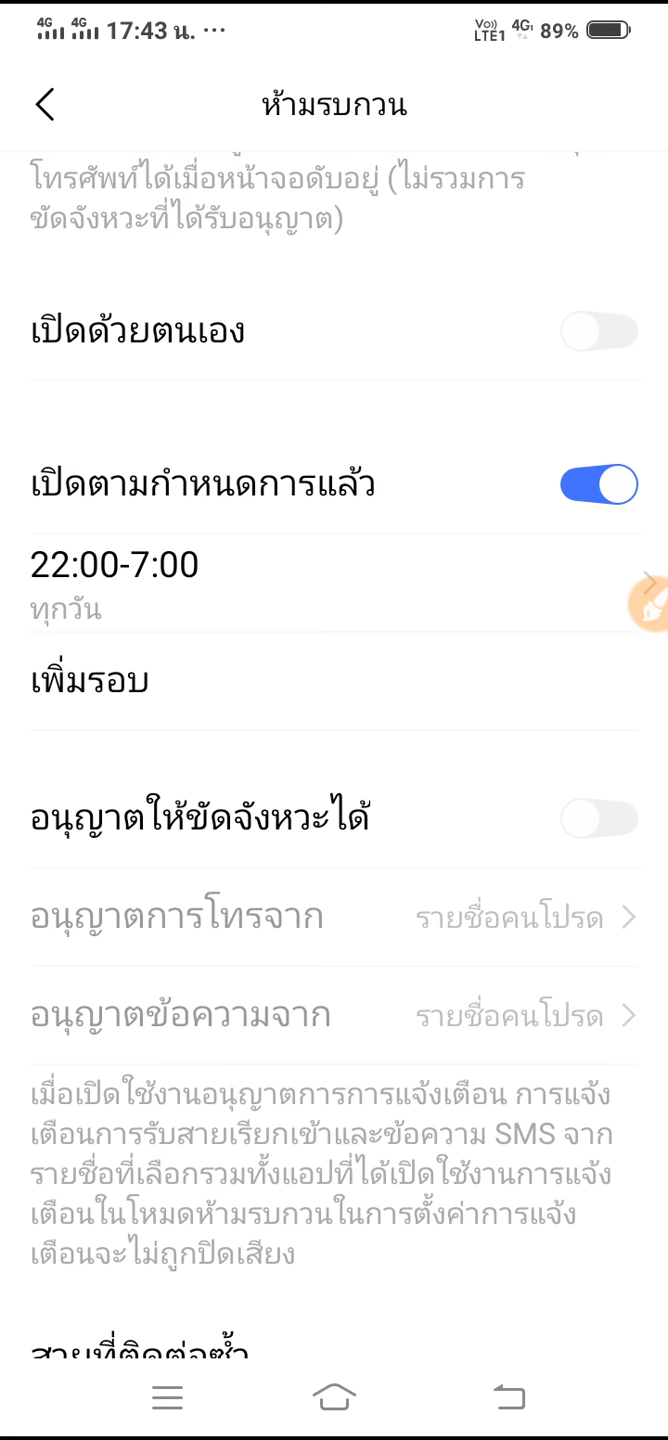 4G 4G 17:43 น. ... Vo)) LTE1 4G 89%
ห้ามรบกวน
โทรศัพท์ได้เมื่อหน้าจอดับอยู่ (ไม่รวมการ
ขัดจังหวะที่ได้รับอนุญาต)
เปิดด้วยตนเอง
เปิดตามกำหนดการแล้ว
22:00-7:00
ทุกวัน
เพิ่มรอบ
อนุญาตให้ขัดจังหวะได้
อนุญาตการโทรจาก รายชื่อคนโปรด
อนุญาตข้อความจาก รายชื่อคนโปรด
เมื่อเปิดใช้งานอนุญาตการการแจ้งเตือน การแจ้ง
เตือนการรับสายเรียกเข้าและข้อความ SMS จาก
รายชื่อที่เลือกรวมทั้งแอปที่ได้เปิดใช้งานการแจ้ง
เตือนในโหมดห้ามรบกวนในการตั้งค่าการแจ้ง
เตือนจะไม่ถูกปิดเสียง
สายที่ติดต่อซ้ำ